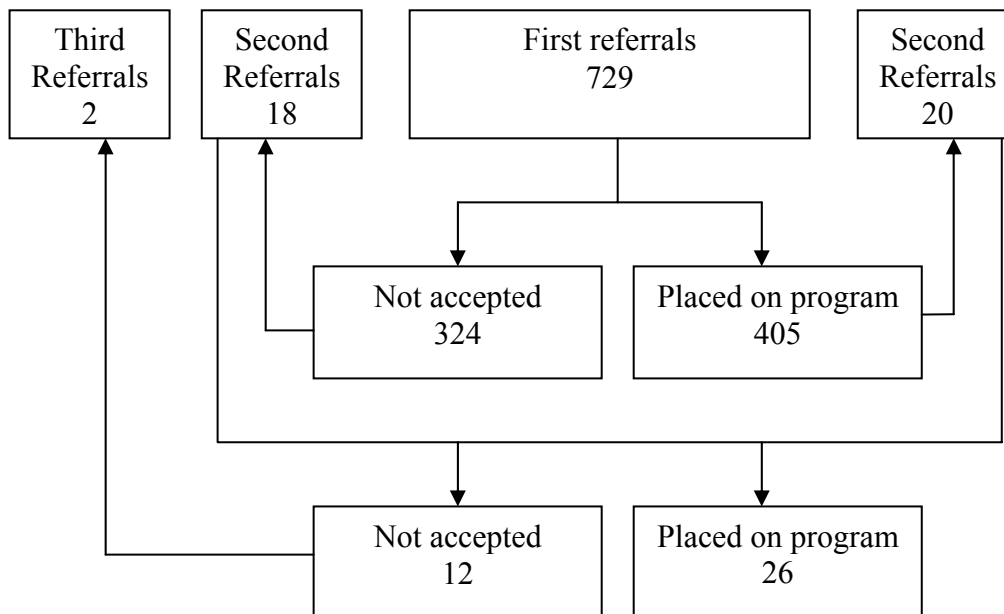 Third
Referrals
2
Second
Referrals
18
First referrals
729
Second
Referrals
20
Not accepted
324
Placed on program
405
Not accepted
12
Placed on program
26